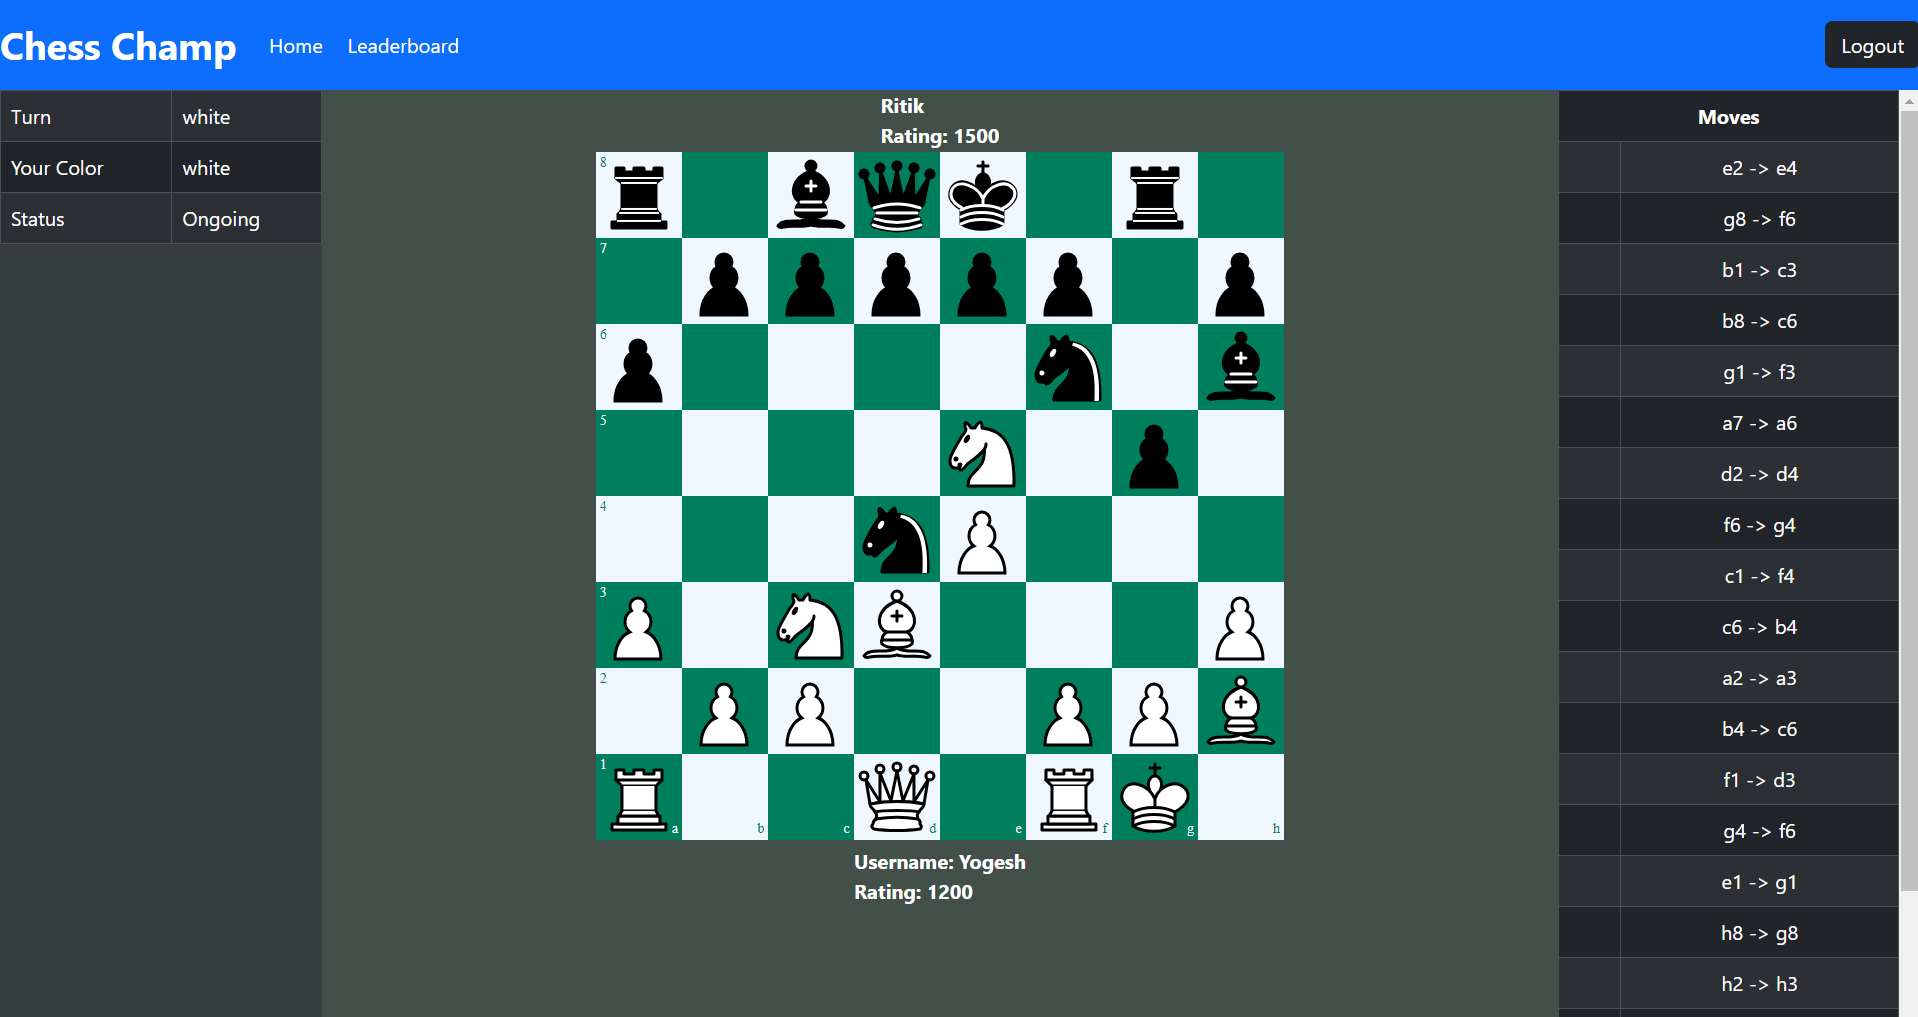 Chess Champ Home Leaderboard Logout
Turn white
Your Color white
Status Ongoing
Ritik
Rating: 1500
8
7
6
5
4
3
2
1
a b c d e f g h
Username: Yogesh
Rating: 1200
Moves
e2 -> e4
g8 -> f6
b1 -> c3
b8 -> c6
g1 -> f3
a7 -> a6
d2 -> d4
f6 -> g4
c1 -> f4
c6 -> b4
a2 -> a3
b4 -> c6
f1 -> d3
g4 -> f6
e1 -> g1
h8 -> g8
h2 -> h3